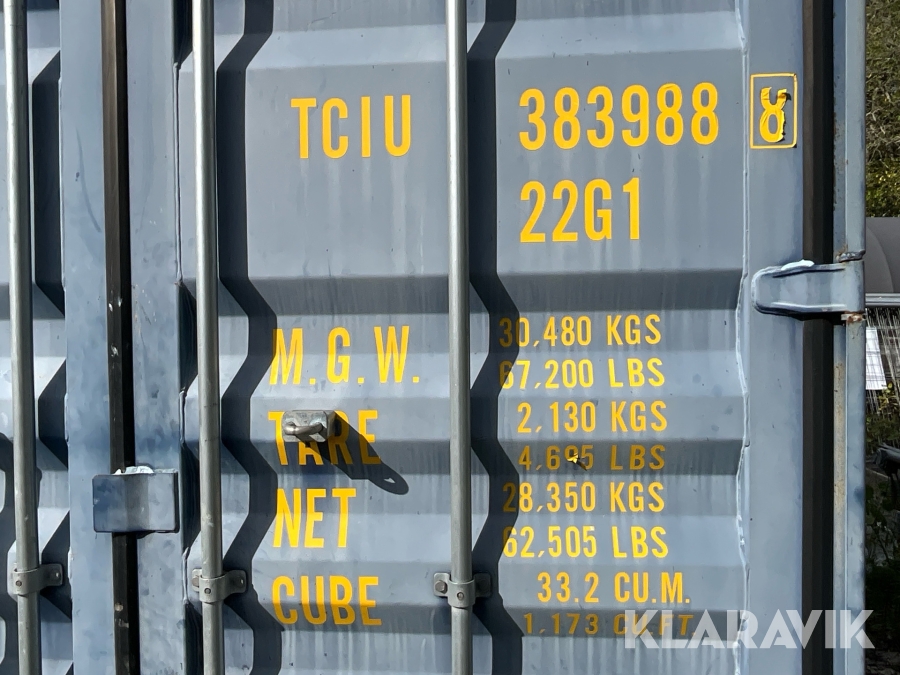 TCIU 383988 8
22G1
M.G.W. 30,480 KGS
67,200 LBS
TARE 2,130 KGS
4,695 LBS
NET 28,350 KGS
62,505 LBS
CUBE 33.2 CU.M.
1,173 CU.FT.
KLARAVIK